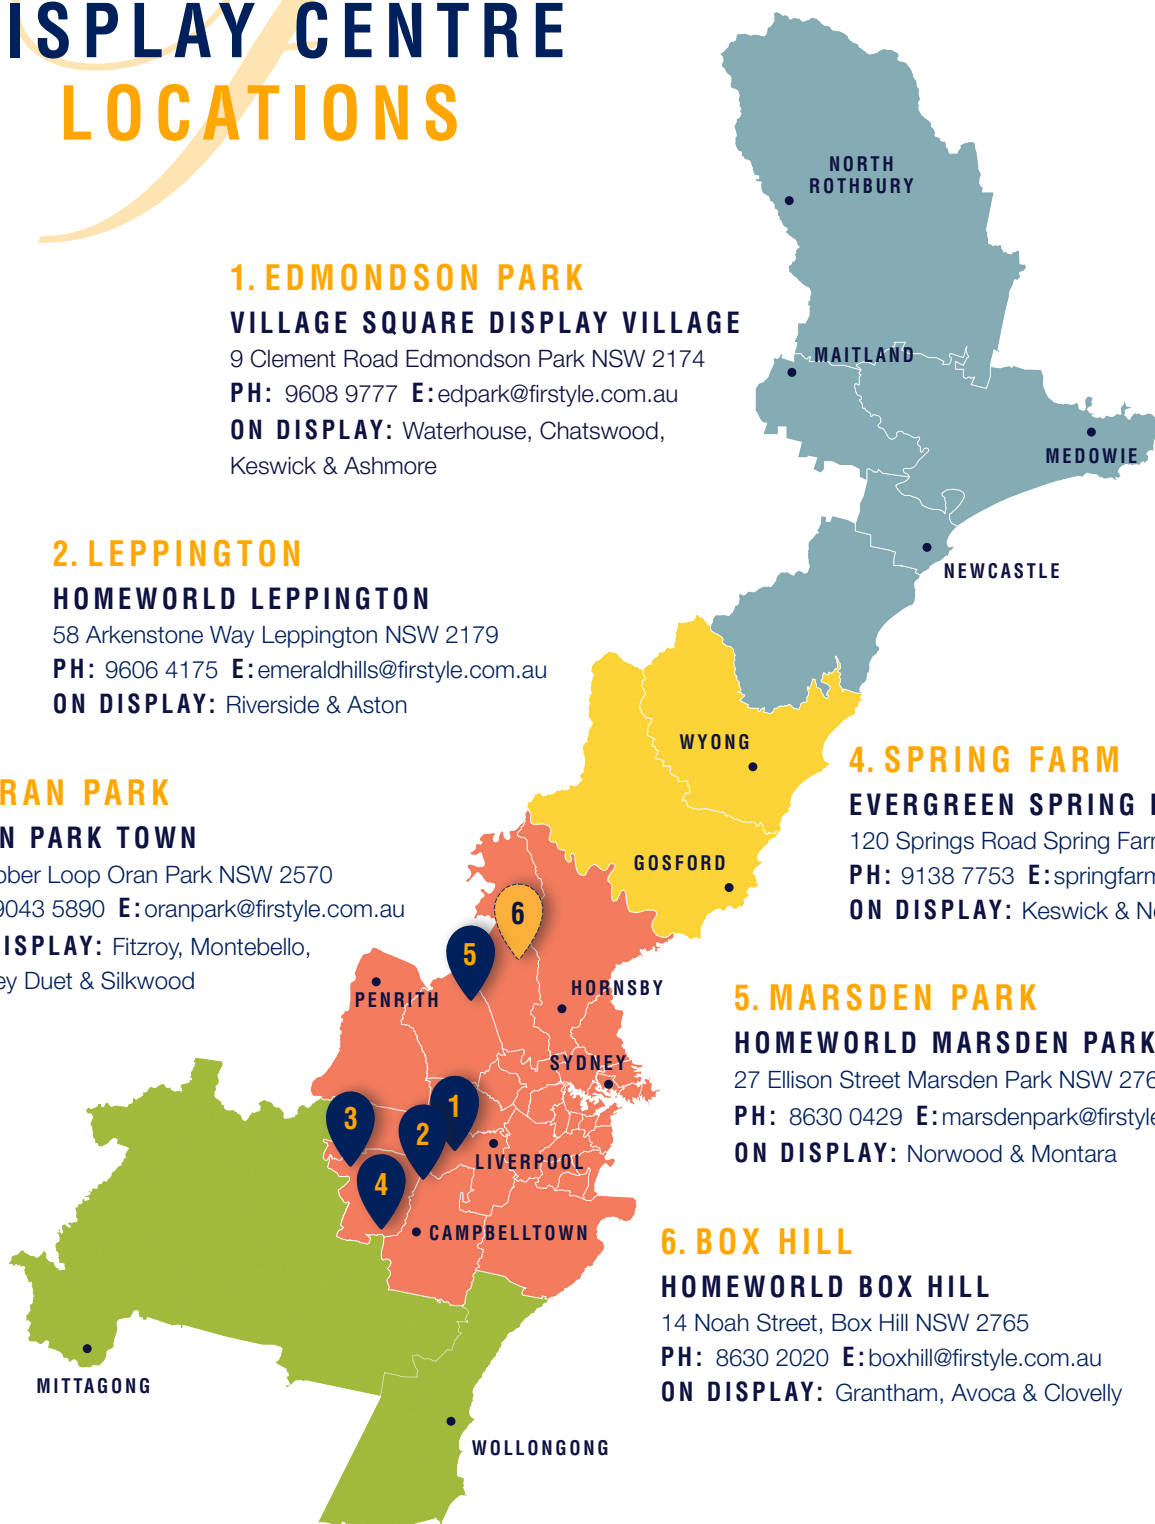 ISPLAY CENTRE
LOCATIONS
NORTH
ROTHBURY
1. EDMONDSON PARK
VILLAGE SQUARE DISPLAY VILLAGE
9 Clement Road Edmondson Park NSW 2174
PH: 9608 9777 E: edpark@firstyle.com.au
ON DISPLAY: Waterhouse, Chatswood,
Keswick & Ashmore
MAITLAND
MEDOWIE
NEWCASTLE
2. LEPPINGTON
HOMEWORLD LEPPINGTON
58 Arkenstone Way Leppington NSW 2179
PH: 9606 4175 E: emeraldhills@firstyle.com.au
ON DISPLAY: Riverside & Aston
WYONG
GOSFORD
RAN PARK
N PARK TOWN
ber Loop Oran Park NSW 2570
9043 5890 E: oranpark@firstyle.com.au
ISPLAY: Fitzroy, Montebello,
ey Duet & Silkwood
4. SPRING FARM
EVERGREEN SPRING
120 Springs Road Spring Farm
PH: 9138 7753 E: springfarm
ON DISPLAY: Keswick & N
6
5
PENRITH
HORNSBY
SYDNEY
5. MARSDEN PARK
HOMEWORLD MARSDEN PARK
27 Ellison Street Marsden Park NSW 276
PH: 8630 0429 E: marsdenpark@firstyle
ON DISPLAY: Norwood & Montara
1
3
2
4
LIVERPOOL
CAMPBELLTOWN
6. BOX HILL
HOMEWORLD BOX HILL
14 Noah Street, Box Hill NSW 2765
PH: 8630 2020 E: boxhill@firstyle.com.au
ON DISPLAY: Grantham, Avoca & Clovelly
MITTAGONG
WOLLONGONG